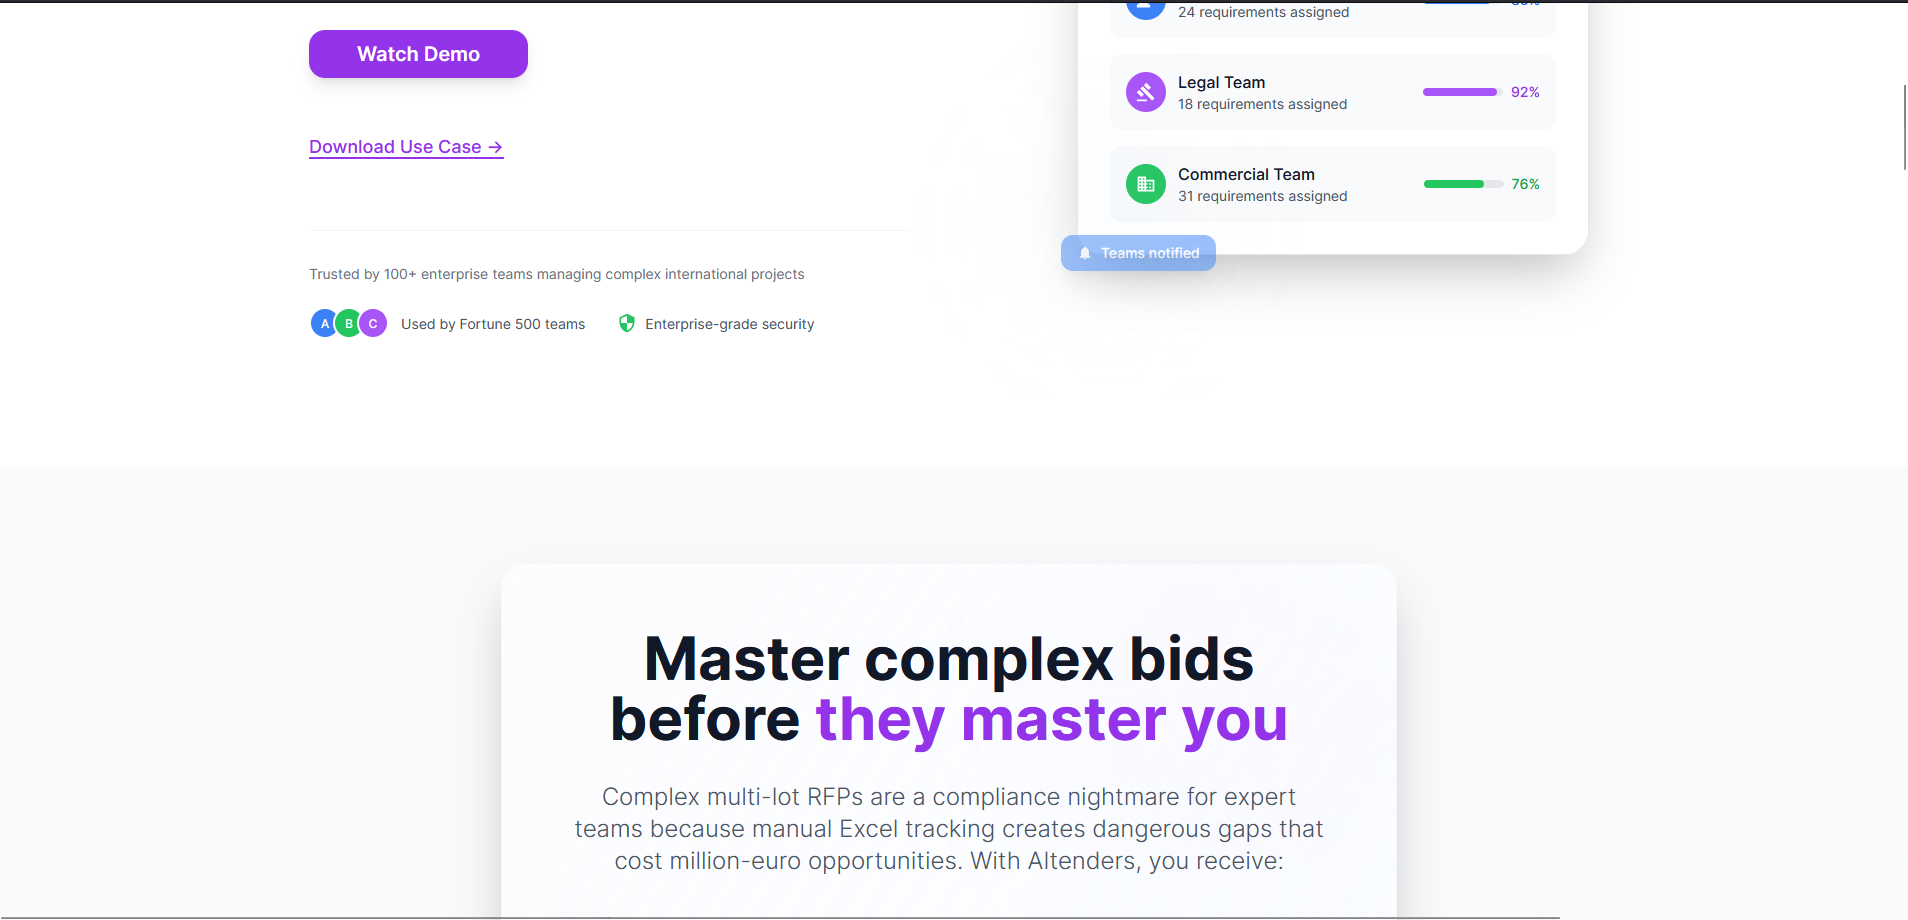 Watch Demo
Download Use Case →
Trusted by 100+ enterprise teams managing complex international projects
A B C Used by Fortune 500 teams Enterprise-grade security
24 requirements assigned
Legal Team
18 requirements assigned
92%
Commercial Team
31 requirements assigned
76%
Teams notified
Master complex bids
before they master you
Complex multi-lot RFPs are a compliance nightmare for expert
teams because manual Excel tracking creates dangerous gaps that
cost million-euro opportunities. With Altenders, you receive: